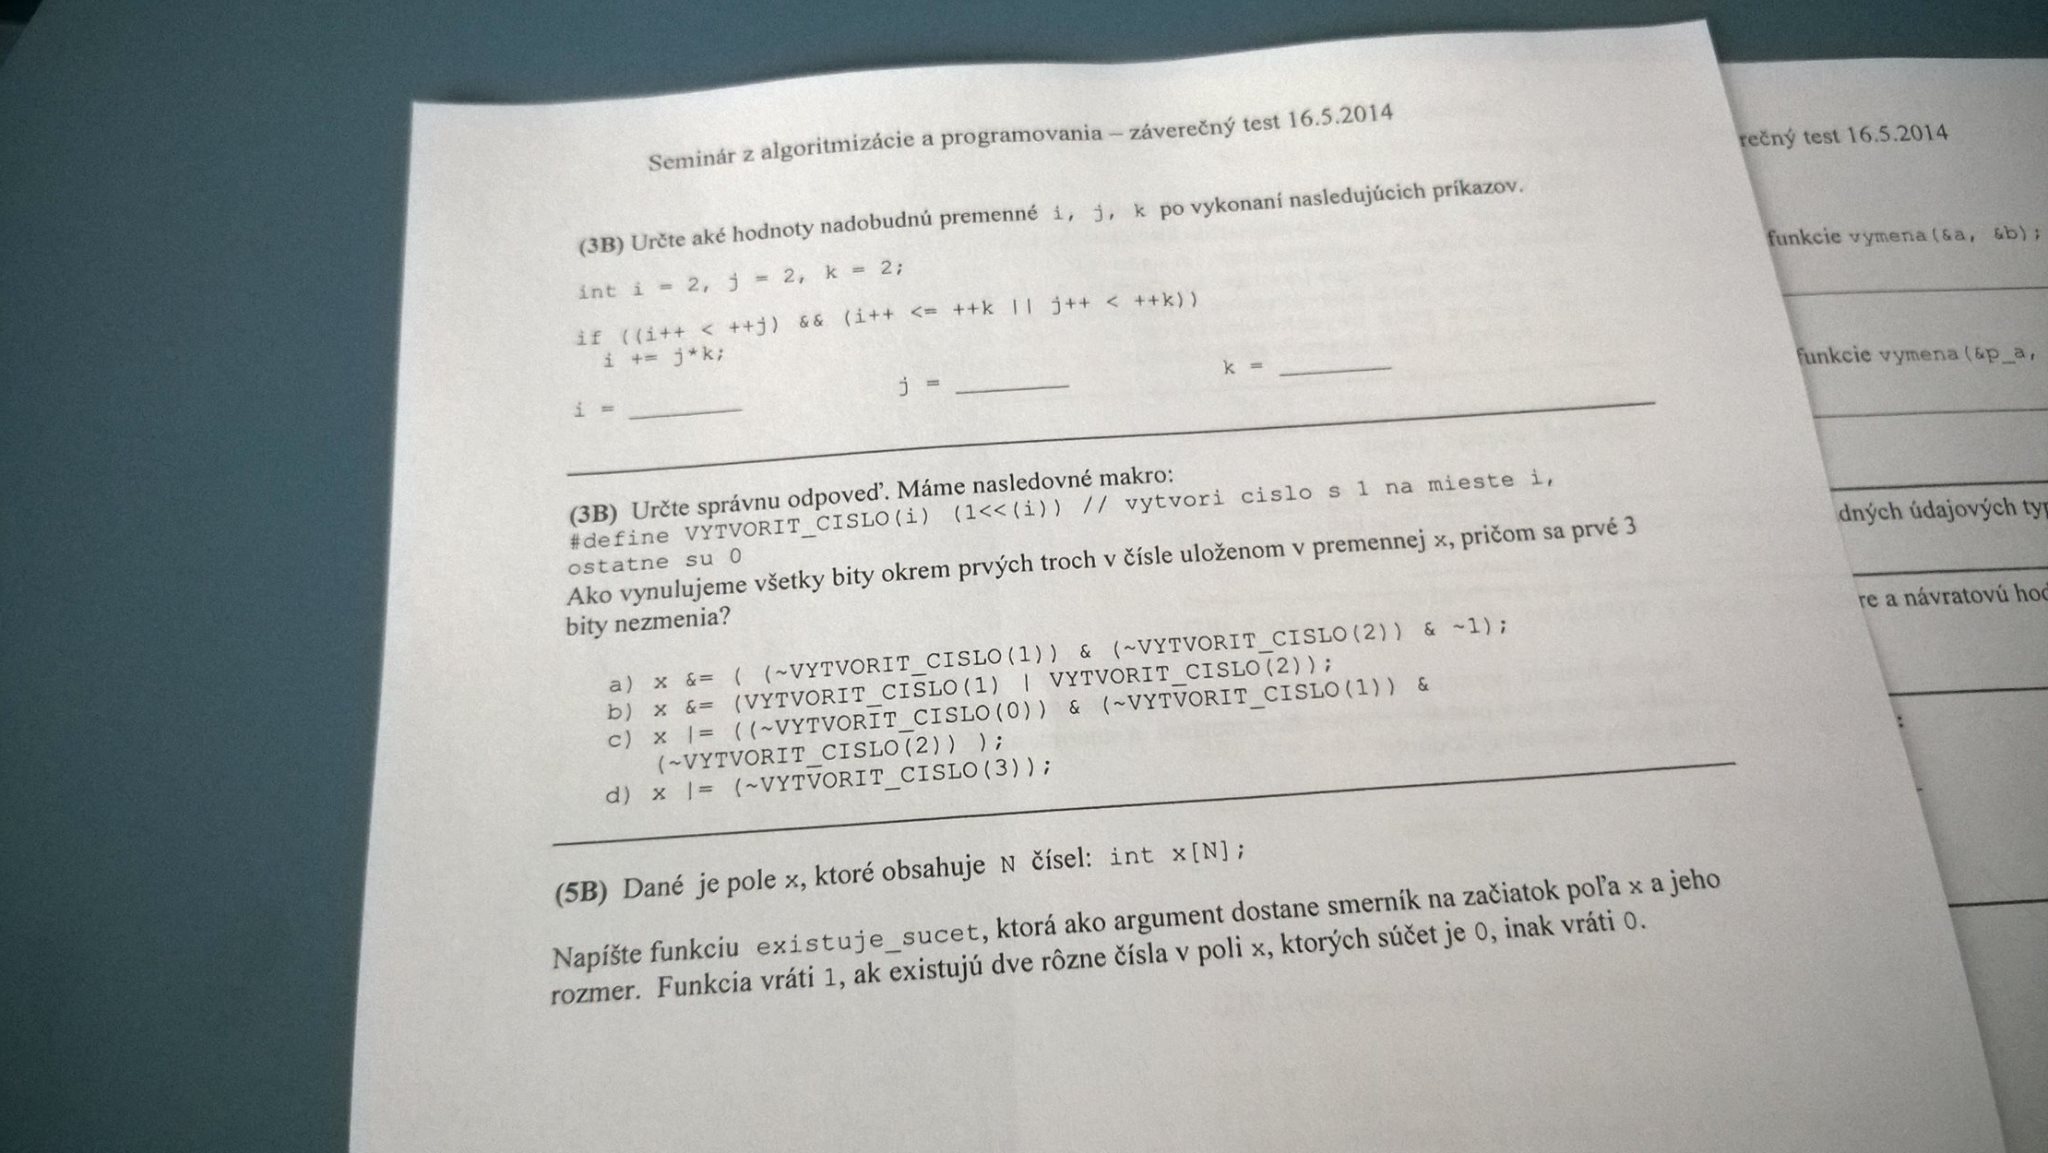 Seminár z algoritmizácie a programovania – záverečný test 16.5.2014
(3B) Určte aké hodnoty nadobudnú premenné i, j, k po vykonaní nasledujúcich príkazov.
int i = 2, j = 2, k = 2;
if ((i++ < ++j) && (i++ <= ++k || j++ < ++k))
i += j*k;
i = ________ j = ________ k = ________
(3B) Určte správnu odpoveď. Máme nasledovné makro:
#define VYTVORIT_CISLO(i) (1<<(i)) // vytvori cislo s 1 na mieste i,
ostatne su 0
Ako vynulujeme všetky bity okrem prvých troch v čísle uloženom v premennej x, pričom sa prvé 3
bity nezmenia?
a) x &= ( (~VYTVORIT_CISLO(1)) & (~VYTVORIT_CISLO(2)) & ~1);
b) x &= (VYTVORIT_CISLO(1) | VYTVORIT_CISLO(2));
c) x |= ((~VYTVORIT_CISLO(0)) & (~VYTVORIT_CISLO(1)) &
(~VYTVORIT_CISLO(2)) );
d) x |= (~VYTVORIT_CISLO(3));
(5B) Dané je pole x, ktoré obsahuje N čísel: int x[N];
Napíšte funkciu existuje_sucet, ktorá ako argument dostane smerník na začiatok poľa x a jeho
rozmer. Funkcia vráti 1, ak existujú dve rôzne čísla v poli x, ktorých súčet je 0, inak vráti 0.
rečný test 16.5.2014
funkcie vymena(&a, &b);
funkcie vymena(&p_a,
dných údajových typ
re a návratovú hod
: